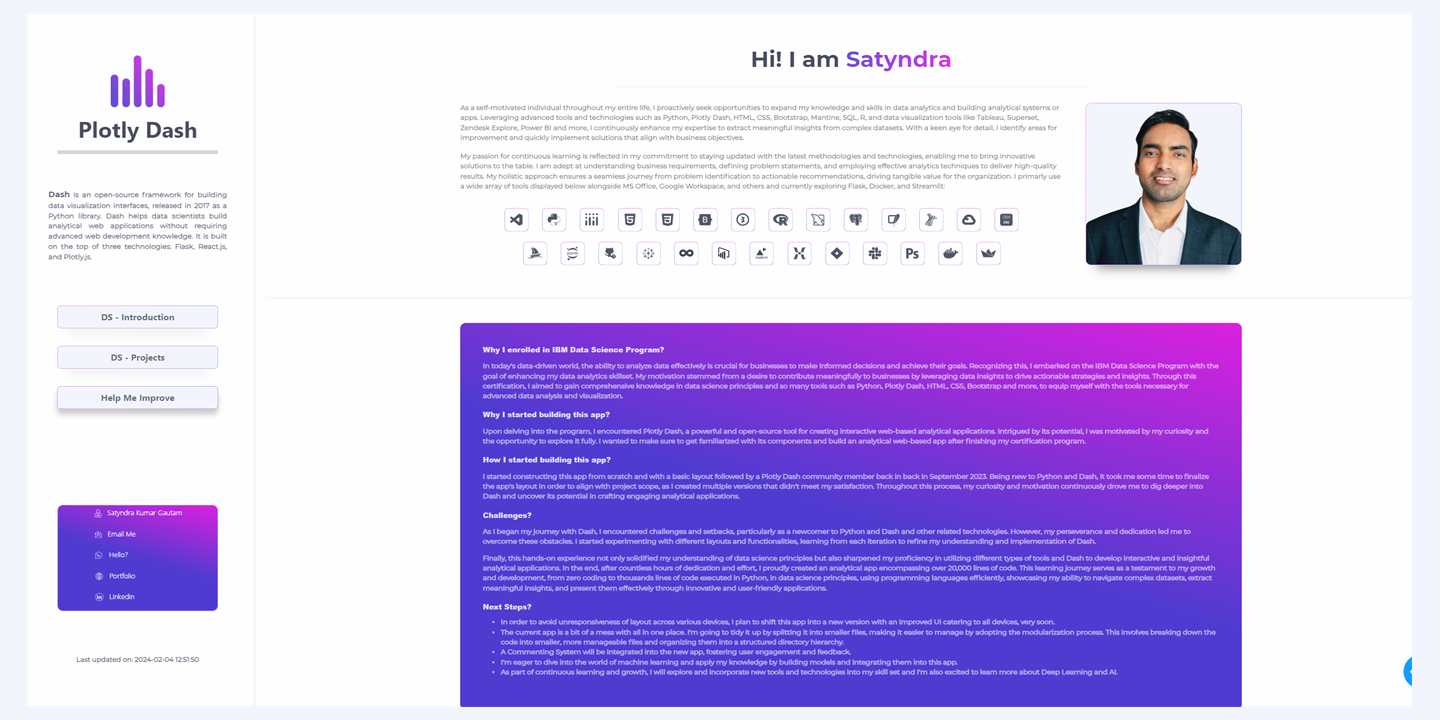 Plotly Dash
Dash is an open-source framework for building
data visualization interfaces, released in 2017 as a
Python library. Dash helps data scientists build
analytical web applications without requiring
advanced web development knowledge. It is built
on the top of three technologies: Flask, React.js,
and Plotly.js.
DS - Introduction
DS - Projects
Help Me Improve
Satyndra Kumar Gautam
Email Me
Hello?
Portfolio
Linkedin
Last updated on: 2024-02-04 12:51:50
Hi! I am Satyndra
As a self-motivated individual throughout my entire life, I proactively seek opportunities to expand my knowledge and skills in data analytics and building analytical systems or
apps. Leveraging advanced tools and technologies such as Python, Plotly Dash, HTML, CSS, Bootstrap, Mantine, SQL, R, and data visualization tools like Tableau, Superset,
Zendesk Explore, Power BI and more, I continuously enhance my expertise to extract meaningful insights from complex datasets. With a keen eye for detail, I identify areas for
improvement and quickly implement solutions that align with business objectives.
My passion for continuous learning is reflected in my commitment to staying updated with the latest methodologies and technologies, enabling me to bring innovative
solutions to the table. I am adept at understanding business requirements, defining problem statements, and employing effective analytics techniques to deliver high-quality
results. My holistic approach ensures a seamless journey from problem identification to actionable recommendations, driving tangible value for the organization. I primarily use
a wide array of tools displayed below alongside MS Office, Google Workspace, and others and currently exploring Flask, Docker, and Streamlit:
Ps
Why I enrolled in IBM Data Science Program?
In today's data-driven world, the ability to analyze data effectively is crucial for businesses to make informed decisions and achieve their goals. Recognizing this, I embarked on the IBM Data Science Program with the
goal of enhancing my data analytics skillset. My motivation stemmed from a desire to contribute meaningfully to businesses by leveraging data insights to drive actionable strategies and insights. Through this
certification, I aimed to gain comprehensive knowledge in data science principles and so many tools such as Python, Plotly Dash, HTML, CSS, Bootstrap and more, to equip myself with the tools necessary for
advanced data analysis and visualization.
Why I started building this app?
Upon delving into the program, I encountered Plotly Dash, a powerful and open-source tool for creating interactive web-based analytical applications. Intrigued by its potential, I was motivated by my curiosity and
the opportunity to explore it fully. I wanted to make sure to get familiarized with its components and build an analytical web-based app after finishing my certification program.
How I started building this app?
I started constructing this app from scratch and with a basic layout followed by a Plotly Dash community member back in back in September 2023. Being new to Python and Dash, it took me some time to finalize
the app's layout in order to align with project scope, as I created multiple versions that didn't meet my satisfaction. Throughout this process, my curiosity and motivation continuously drove me to dig deeper into
Dash and uncover its potential in crafting engaging analytical applications.
Challenges?
As I began my journey with Dash, I encountered challenges and setbacks, particularly as a newcomer to Python and Dash and other related technologies. However, my perseverance and dedication led me to
overcome these obstacles. I started experimenting with different layouts and functionalities, learning from each iteration to refine my understanding and implementation of Dash.
Finally, this hands-on experience not only solidified my understanding of data science principles but also sharpened my proficiency in utilizing different types of tools and Dash to develop interactive and insightful
analytical applications. In the end, after countless hours of dedication and effort, I proudly created an analytical app encompassing over 20,000 lines of code. This learning journey serves as a testament to my growth
and development, from zero coding to thousands lines of code executed in Python, in data science principles, using programming languages efficiently, showcasing my ability to navigate complex datasets, extract
meaningful insights, and present them effectively through innovative and user-friendly applications.
Next Steps?
• In order to avoid unresponsiveness of layout across various devices, I plan to shift this app into a new version with an improved UI catering to all devices, very soon.
• The current app is a bit of a mess with all in one place. I'm going to tidy it up by splitting it into smaller files, making it easier to manage by adopting the modularization process. This involves breaking down the
code into smaller, more manageable files and organizing them into a structured directory hierarchy.
• A Commenting System will be integrated into the new app, fostering user engagement and feedback.
• I'm eager to dive into the world of machine learning and apply my knowledge by building models and integrating them into this app.
• As part of continuous learning and growth, I will explore and incorporate new tools and technologies into my skill set and I'm also excited to learn more about Deep Learning and AI.